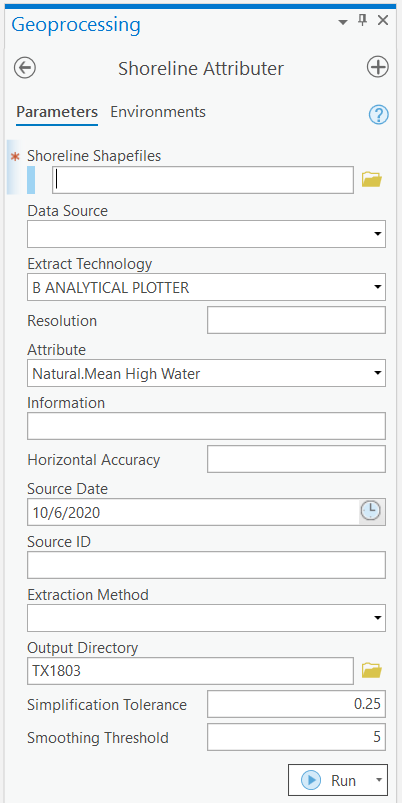 Geoprocessing
Shoreline Attributer
Parameters Environments
?
* Shoreline Shapefiles
Data Source
Extract Technology
B ANALYTICAL PLOTTER
Resolution
Attribute
Natural.Mean High Water
Information
Horizontal Accuracy
Source Date
10/6/2020
Source ID
Extraction Method
Output Directory
TX1803
Simplification Tolerance 0.25
Smoothing Threshold 5
Run